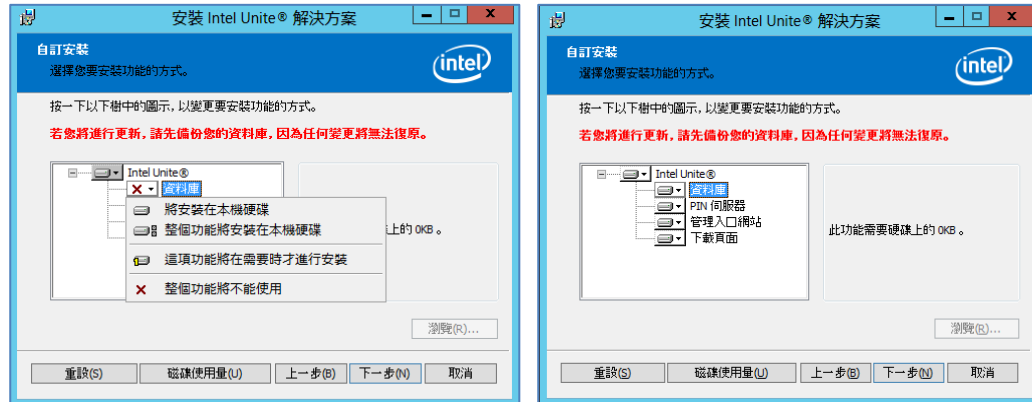 安裝 Intel Unite® 解決方案
自訂安裝
選擇您要安裝功能的方式。
intel
按一下以下樹中的圖示，以變更要安裝功能的方式。
若您將進行更新，請先備份您的資料庫，因為任何變更將無法復原。
Intel Unite®
資料庫
將安裝在本機硬碟
整個功能將安裝在本機硬碟
上的 0KB。
這項功能將在需要時才進行安裝
整個功能將不能使用
瀏覽(R)...
重設(S) 磁碟使用量(U) 上一步(B) 下一步(N) 取消
安裝 Intel Unite® 解決方案
自訂安裝
選擇您要安裝功能的方式。
intel
按一下以下樹中的圖示，以變更要安裝功能的方式。
若您將進行更新，請先備份您的資料庫，因為任何變更將無法復原。
Intel Unite®
資料庫
PIN 伺服器
管理入口網站
下載頁面
此功能需要硬碟上的 0KB。
瀏覽(R)...
重設(S) 磁碟使用量(U) 上一步(B) 下一步(N) 取消